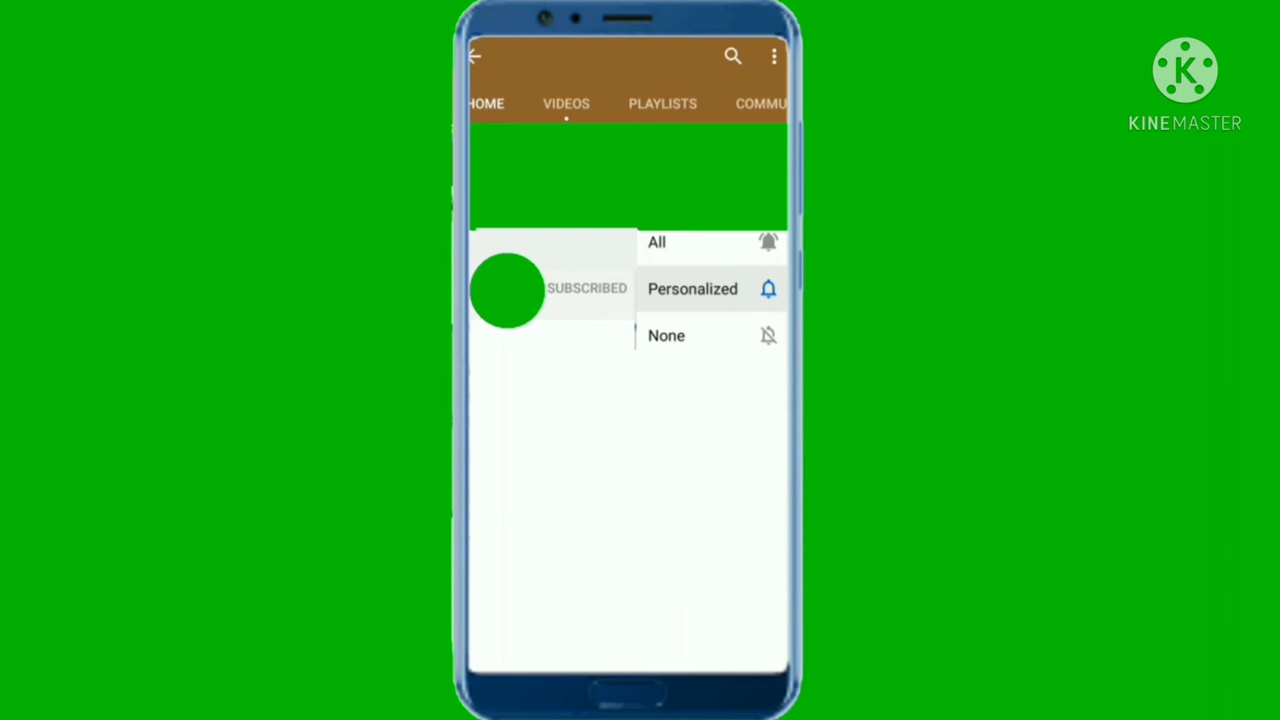 HOME VIDEOS PLAYLISTS COMMU
KINEMASTER
All
SUBSCRIBED Personalized
None